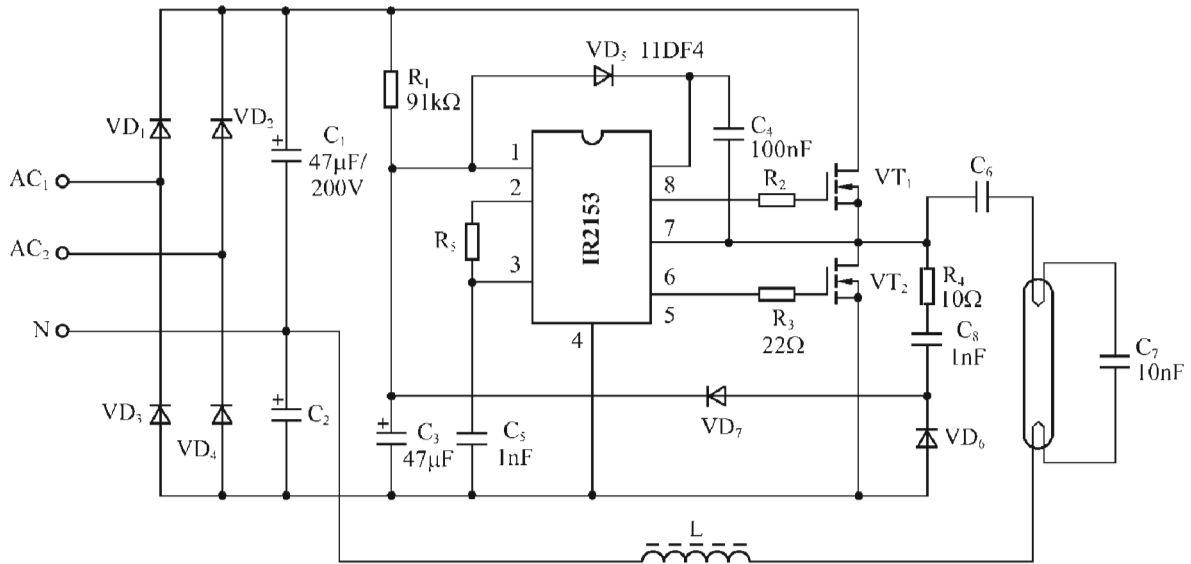 VD₅ 11DF4
R₁
91kΩ
VD₁
VD₂
C₁
47μF/
200V
C₄
100nF
1
2
3
4
8
7
6
5
IR2153
R₂
VT₁
C₆
AC₁
AC₂
R₅
VT₂
R₄
10Ω
N
R₃
22Ω
C₈
1nF
C₇
10nF
VD₃
VD₄
C₂
C₃
47μF
C₅
1nF
VD₇
VD₆
L